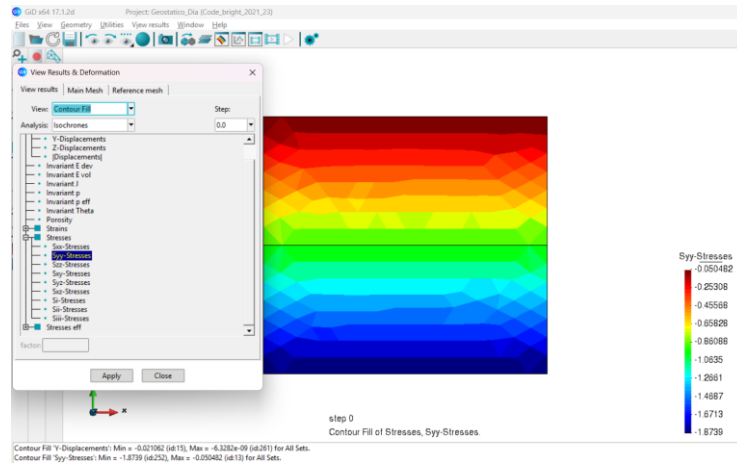 GiD x64 17.1.2d Project: Geostatico_Dia (Code_bright_2021_23)
Files View Geometry Utilities View results Window Help
View Results & Deformation
View results Main Mesh Reference mesh
View: Contour Fill Step:
Analysis: Isochrones 0.0
Y-Displacements
Z-Displacements
|Displacements|
Invariant E dev
Invariant E vol
Invariant J
Invariant p
Invariant p eff
Invariant Theta
Porosity
Strains
Stresses
Sxx-Stresses
Syy-Stresses
Szz-Stresses
Sxy-Stresses
Syz-Stresses
Sxz-Stresses
Si-Stresses
Sii-Stresses
Siii-Stresses
Stresses eff
factor:
Apply Close
Syy-Stresses
-0.050482
-0.25308
-0.45568
-0.65828
-0.86088
-1.0635
-1.2661
-1.4687
-1.6713
-1.8739
x
step 0
Contour Fill of Stresses, Syy-Stresses.
Contour Fill 'Y-Displacements': Min = -0.021062 (id:15), Max = -6.3282e-09 (id:261) for All Sets.
Contour Fill 'Syy-Stresses': Min = -1.8739 (id:252), Max = -0.050482 (id:13) for All Sets.